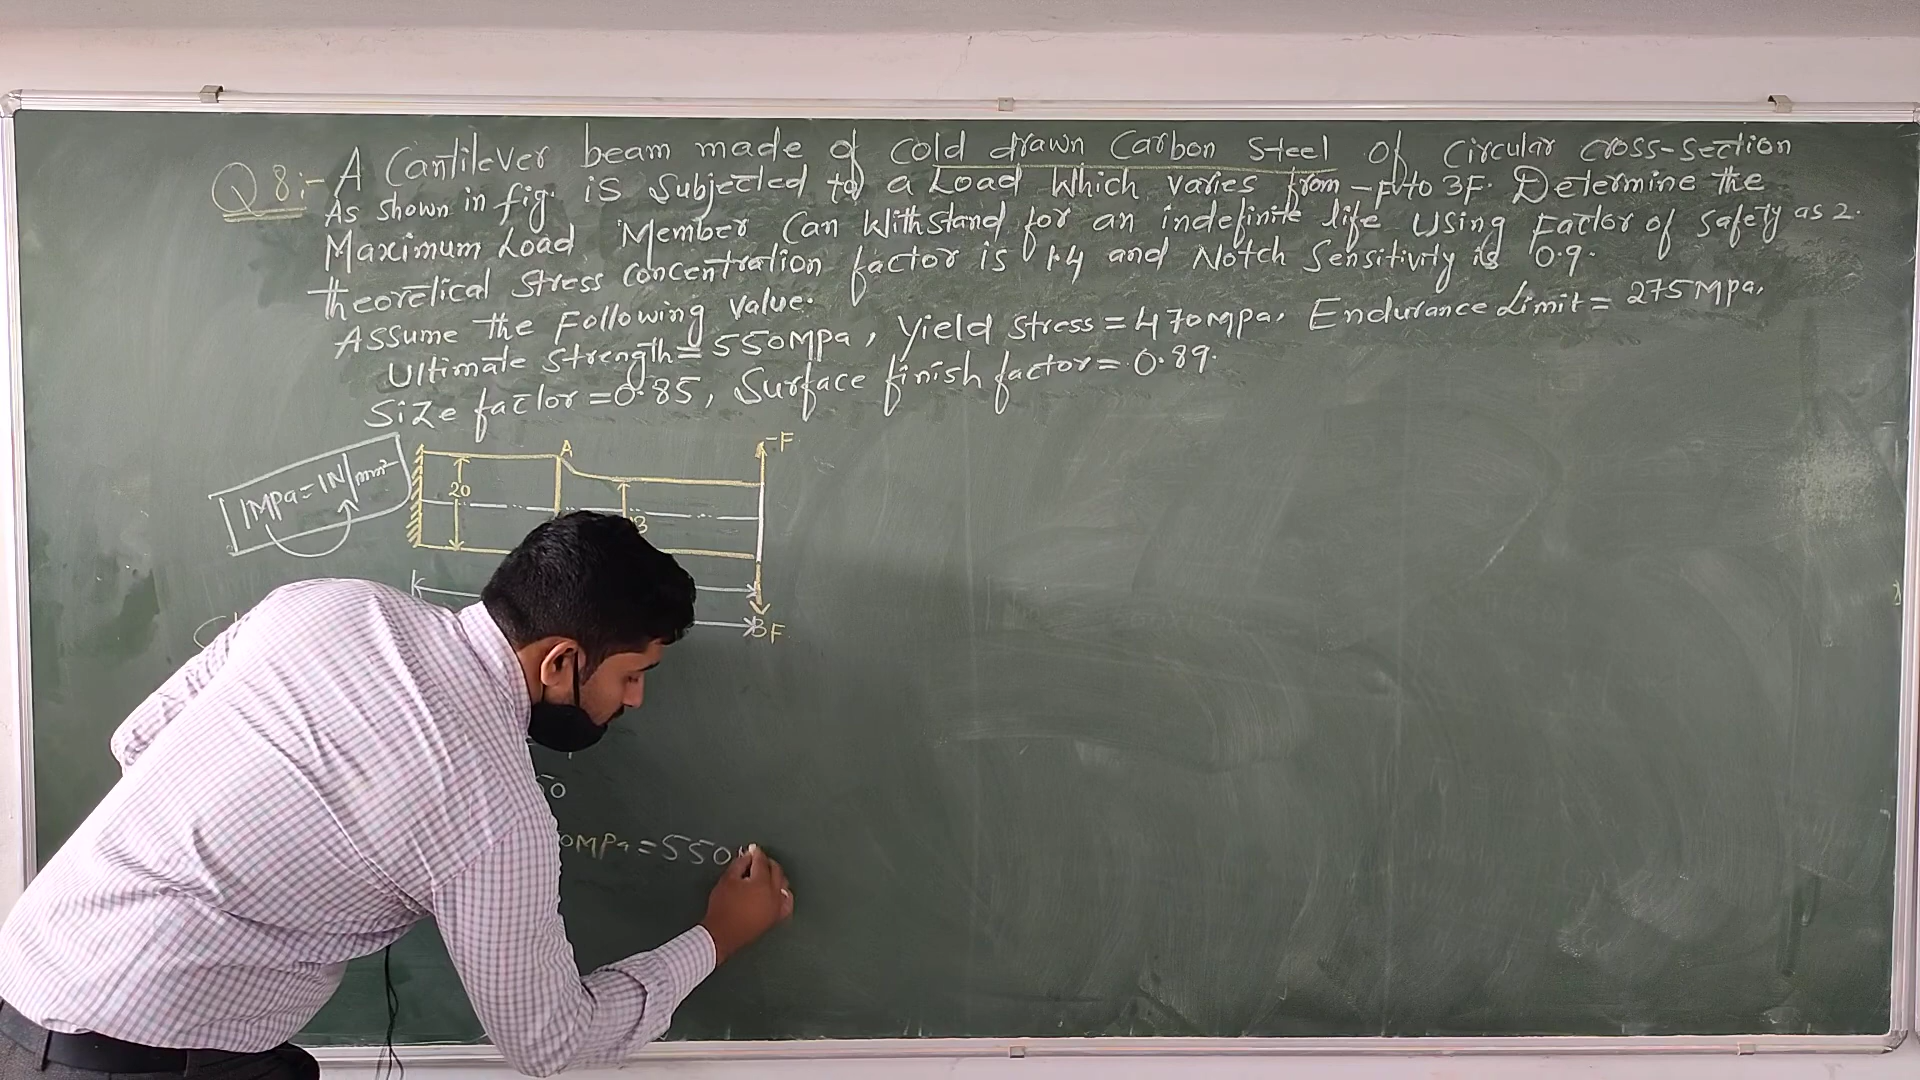 Q 8:- A Cantilever beam made of cold drawn Carbon Steel of Circular cross-section
As shown in fig. is subjected to a Load Which varies from -F to 3F. Determine the
Maximum Load Member Can Withstand for an indefinite life Using Factor of Safety as 2.
Theoretical Stress Concentration factor is 1.4 and Notch Sensitivity is 0.9.
Assume the Following value.
Ultimate Strength = 550MPa, Yield Stress = 470MPa, Endurance Limit = 275MPa,
Size factor = 0.85, Surface finish factor = 0.89.
1MPa = 1N/mm²
A
-F
20
3F
0MPa = 550